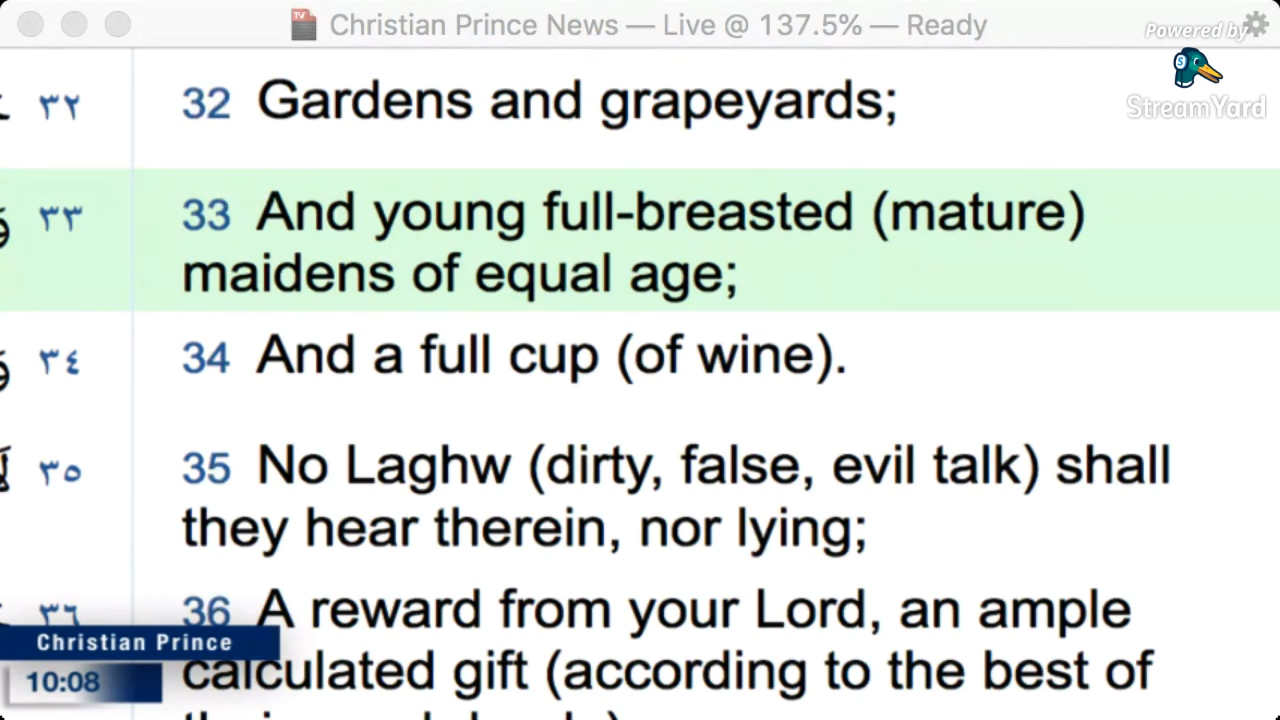 Christian Prince News — Live @ 137.5% — Ready
Powered by
StreamYard
٣٢ 32 Gardens and grapeyards;
٣٣ 33 And young full-breasted (mature)
maidens of equal age;
٣٤ 34 And a full cup (of wine).
٣٥ 35 No Laghw (dirty, false, evil talk) shall
they hear therein, nor lying;
٣٦ 36 A reward from your Lord, an ample
calculated gift (according to the best of
Christian Prince
10:08